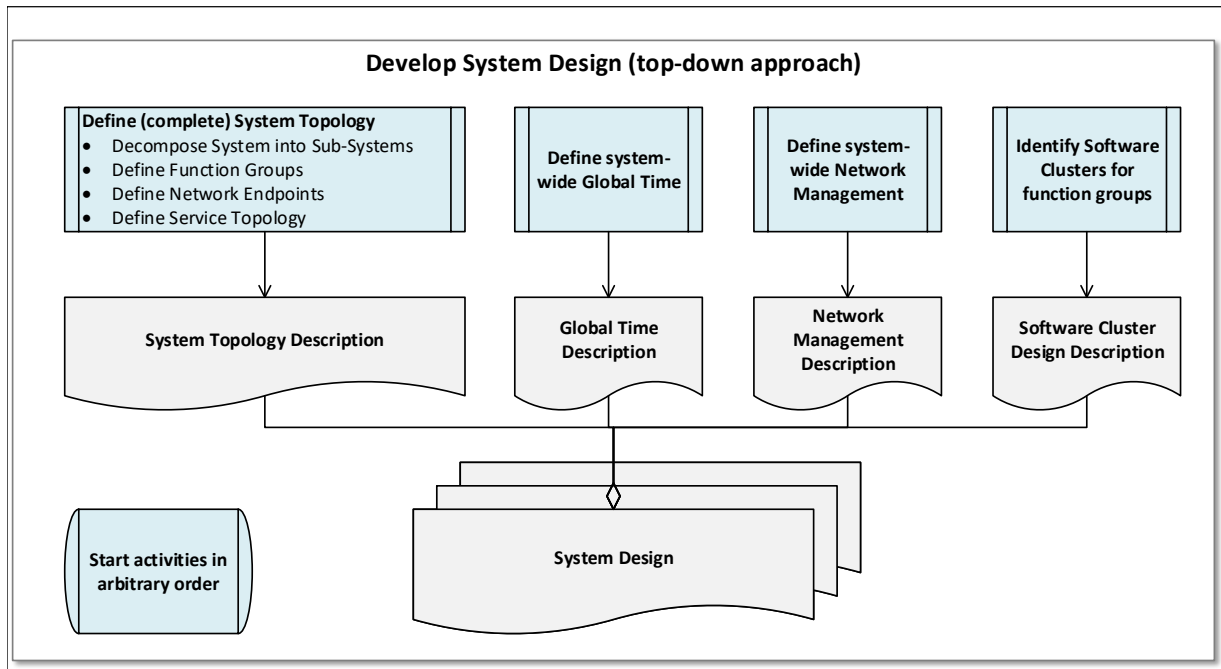 Develop System Design (top-down approach)
Define (complete) System Topology
• Decompose System into Sub-Systems
• Define Function Groups
• Define Network Endpoints
• Define Service Topology
Define system-
wide Global Time
Define system-
wide Network
Management
Identify Software
Clusters for
function groups
System Topology Description
Global Time
Description
Network
Management
Description
Software Cluster
Design Description
Start activities in
arbitrary order
System Design